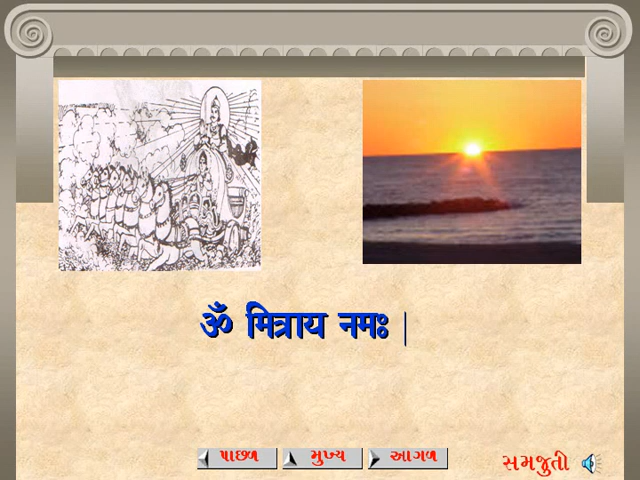 ॐ मित्राय नमः |
પાછળ મુખ્ય આગળ
સમજુતી